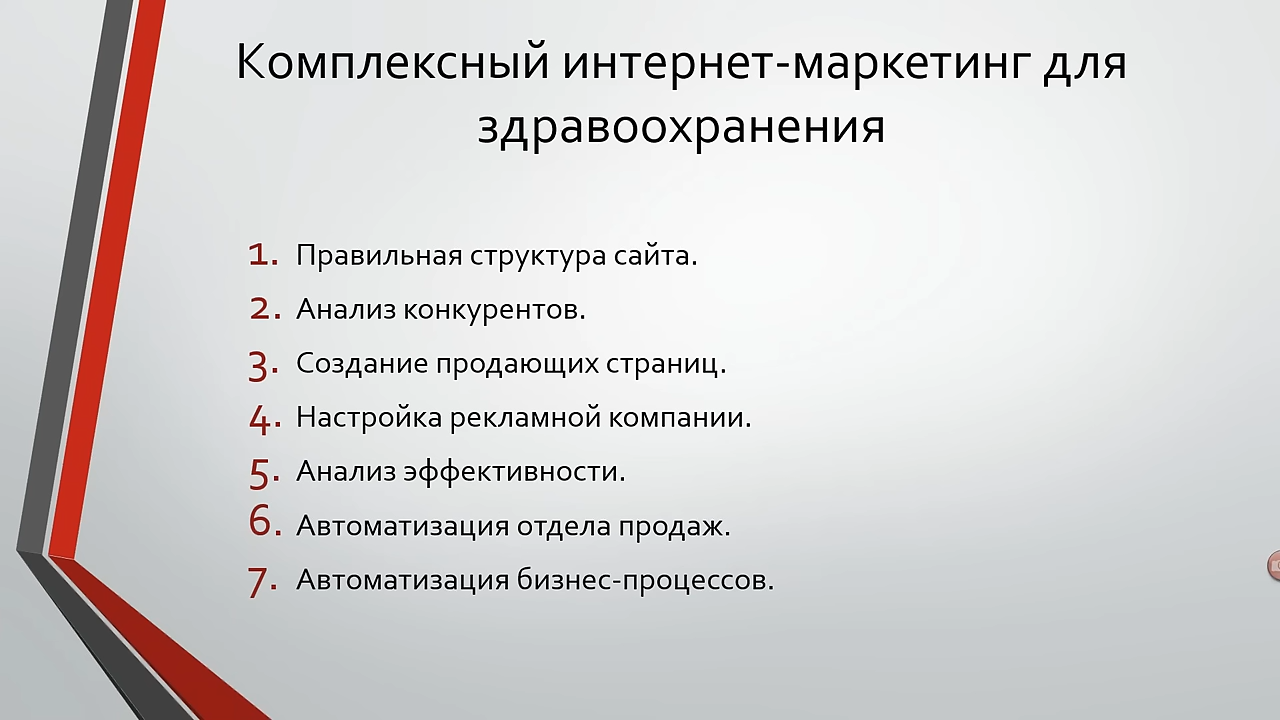 Комплексный интернет-маркетинг для
здравоохранения
1. Правильная структура сайта.
2. Анализ конкурентов.
3. Создание продающих страниц.
4. Настройка рекламной компании.
5. Анализ эффективности.
6. Автоматизация отдела продаж.
7. Автоматизация бизнес-процессов.